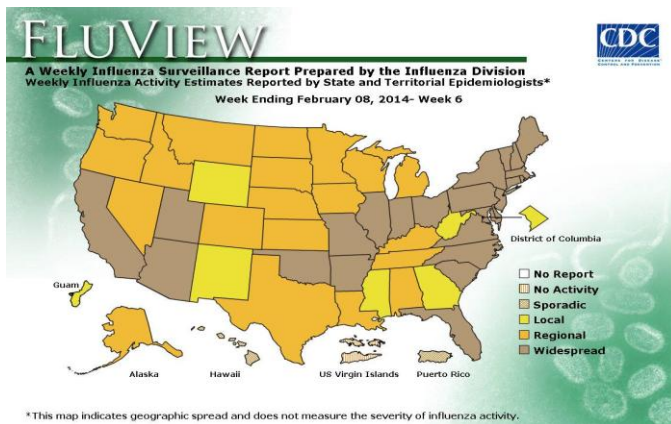 FLUVIEW
CDC
CENTERS FOR DISEASE
CONTROL AND PREVENTION
A Weekly Influenza Surveillance Report Prepared by the Influenza Division
Weekly Influenza Activity Estimates Reported by State and Territorial Epidemiologists*
Week Ending February 08, 2014- Week 6
District of Columbia
Guam
No Report
No Activity
Sporadic
Local
Regional
Widespread
Alaska
Hawaii
US Virgin Islands
Puerto Rico
*This map indicates geographic spread and does not measure the severity of influenza activity.